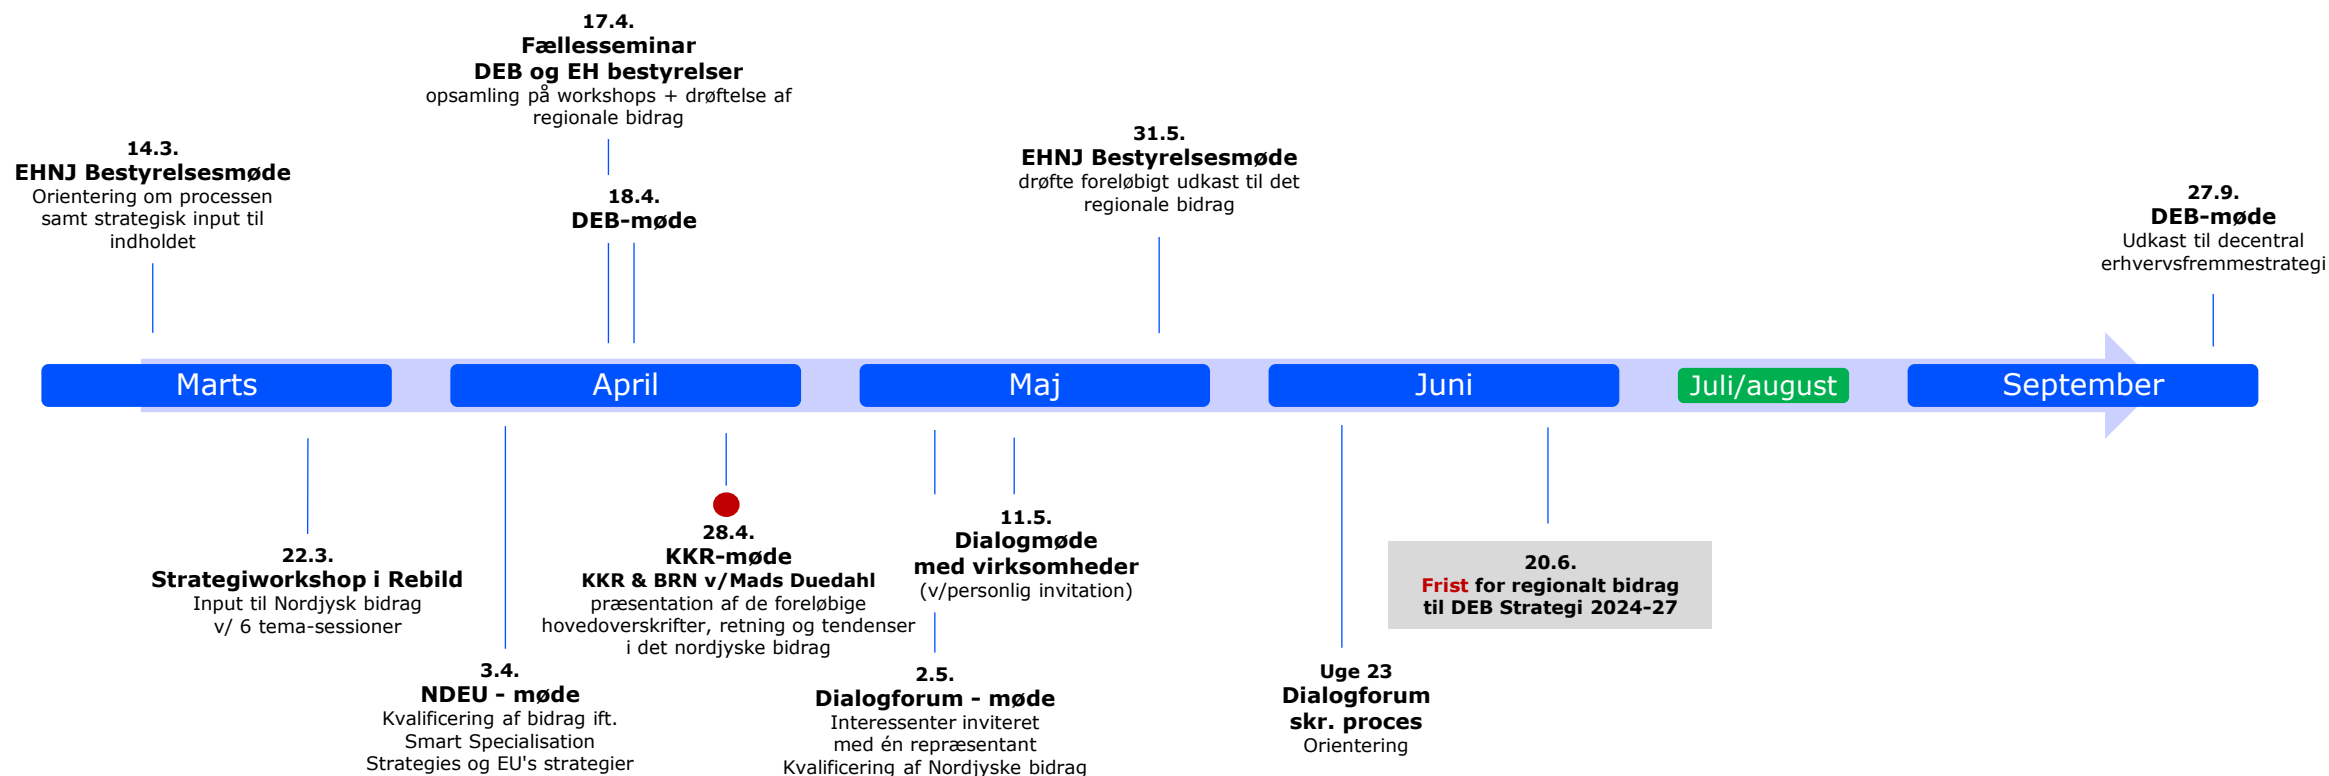 17.4.
Fællesseminar
DEB og EH bestyrelser
opsamling på workshops + drøftelse af
regionale bidrag
14.3.
EHNJ Bestyrelsesmøde
Orientering om processen
samt strategisk input til
indholdet
18.4.
DEB-møde
31.5.
EHNJ Bestyrelsesmøde
drøfte foreløbigt udkast til det
regionale bidrag
27.9.
DEB-møde
Udkast til decentral
erhvervsfremmestrategi
Marts
April
Maj
Juni
Juli/august
September
22.3.
Strategiworkshop i Rebild
Input til Nordjysk bidrag
v/ 6 tema-sessioner
3.4.
NDEU - møde
Kvalificering af bidrag ift.
Smart Specialisation
Strategies og EU's strategier
28.4.
KKR-møde
KKR & BRN v/Mads Duedahl
præsentation af de foreløbige
hovedoverskrifter, retning og tendenser
i det nordjyske bidrag
11.5.
Dialogmøde
med virksomheder
(v/personlig invitation)
2.5.
Dialogforum - møde
Interessenter inviteret
med én repræsentant
Kvalificering af Nordjyske bidrag
Uge 23
Dialogforum
skr. proces
Orientering
20.6.
Frist for regionalt bidrag
til DEB Strategi 2024-27